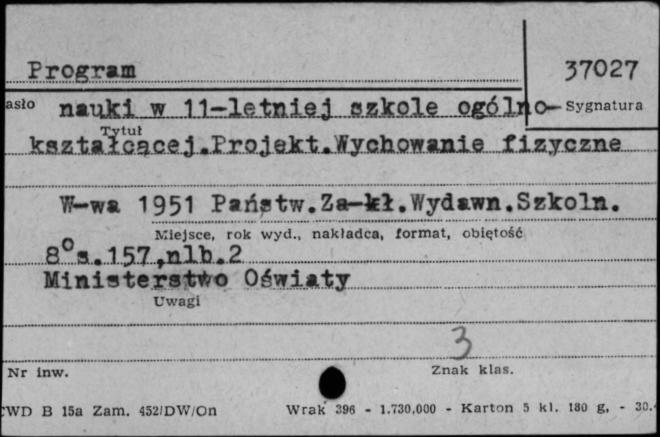 Program 37027
asło nauki w 11-letniej szkole ogólno- Sygnatura
Tytuł
kształcącej.Projekt.Wychowanie fizyczne
W-wa 1951 Państw.Za-kł.Wydawn.Szkoln.
Miejsce, rok wyd., nakładca, format, objętość
8°s.157,nlb.2
Ministerstwo Oświaty
Uwagi
3
Nr inw. Znak klas.
CWD B 15a Zam. 452/DW/On Wrak 396 - 1.730,000 - Karton 5 kl. 180 g, - 30.